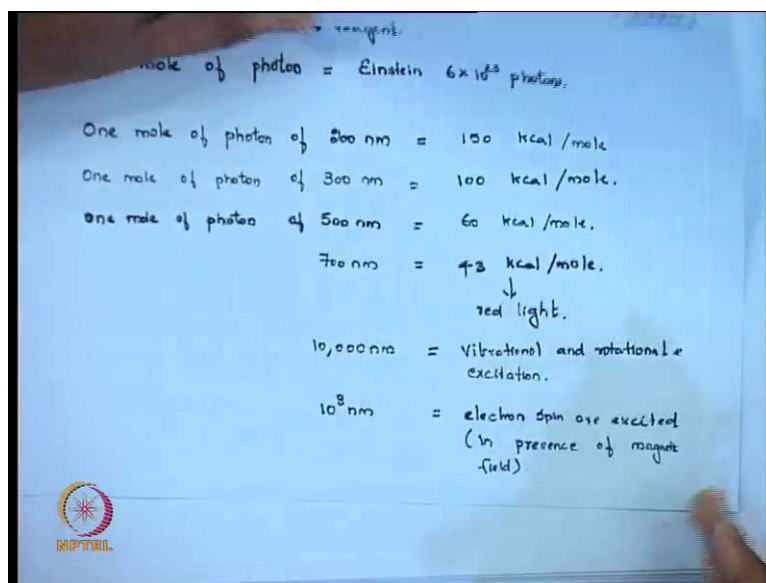 reagent.
mole of photon = Einstein 6 × 10²³ photons.
One mole of photon of 200 nm = 150 kcal/mole
One mole of photon of 300 nm = 100 kcal/mole.
One mole of photon of 500 nm = 60 kcal/mole.
700 nm = 43 kcal/mole.
↓
red light.
10,000 nm = Vibrational and rotational
excitation.
10⁸ nm = electron spin are excited
(In presence of magnetic
field)
NPTEL